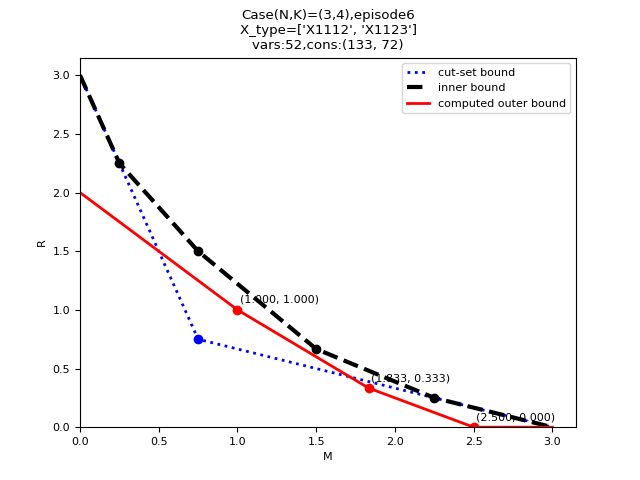 Case(N,K)=(3,4),episode6
X_type=['X1112', 'X1123']
vars:52,cons:(133, 72)
cut-set bound
inner bound
computed outer bound
3.0
2.5
2.0
1.5
1.0
0.5
0.0
R
(1.000, 1.000)
(1.833, 0.333)
(2.500, 0.000)
0.0 0.5 1.0 1.5 2.0 2.5 3.0
M